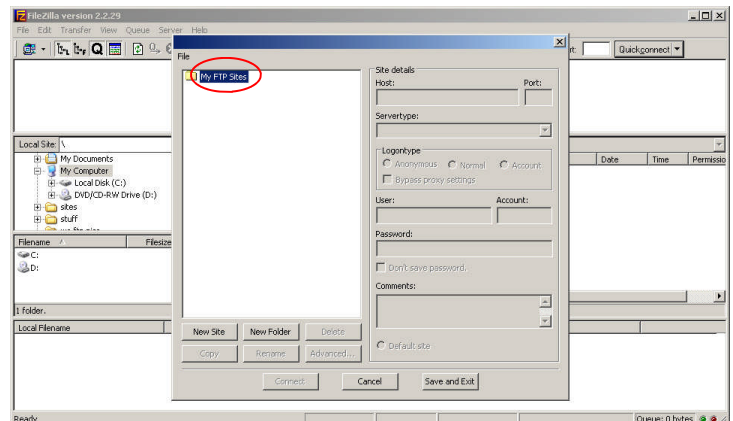 FileZilla version 2.2.29
File Edit Transfer View Queue Server Help
Quickconnect
File
My FTP Sites
Site details
Host: Port:
Servertype:
Logontype
Anonymous Normal Account
Bypass proxy settings
User: Account:
Password:
Don't save password.
Comments:
Default site
New Site New Folder Delete
Copy Rename Advanced...
Connect Cancel Save and Exit
Local Site: \
My Documents
My Computer
Local Disk (C:)
DVD/CD-RW Drive (D:)
sites
stuff
Filename Filesize
C:
D:
1 folder.
Local Filename
Date Time Permissio
Ready
Queue: 0 bytes